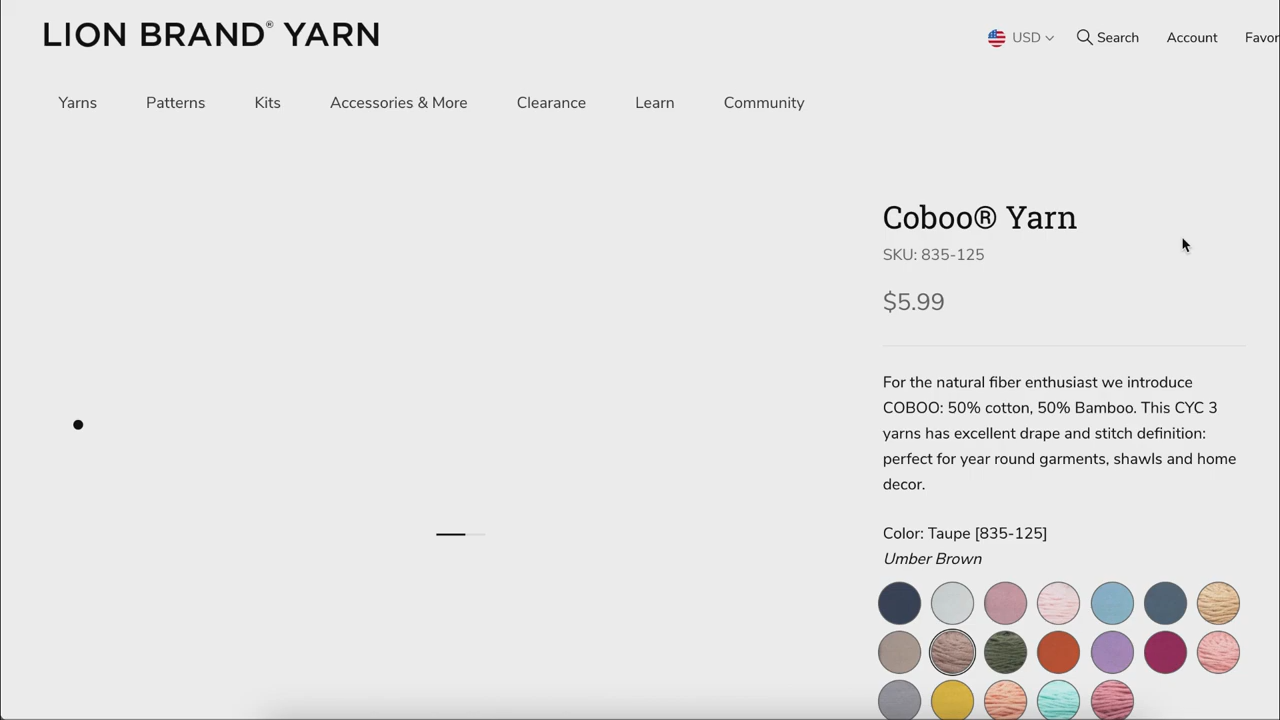 LION BRAND® YARN
USD
Search
Account
Favor
Yarns
Patterns
Kits
Accessories & More
Clearance
Learn
Community
Coboo® Yarn
SKU: 835-125
$5.99
For the natural fiber enthusiast we introduce
COBOO: 50% cotton, 50% Bamboo. This CYC 3
yarns has excellent drape and stitch definition:
perfect for year round garments, shawls and home
decor.
Color: Taupe [835-125]
Umber Brown